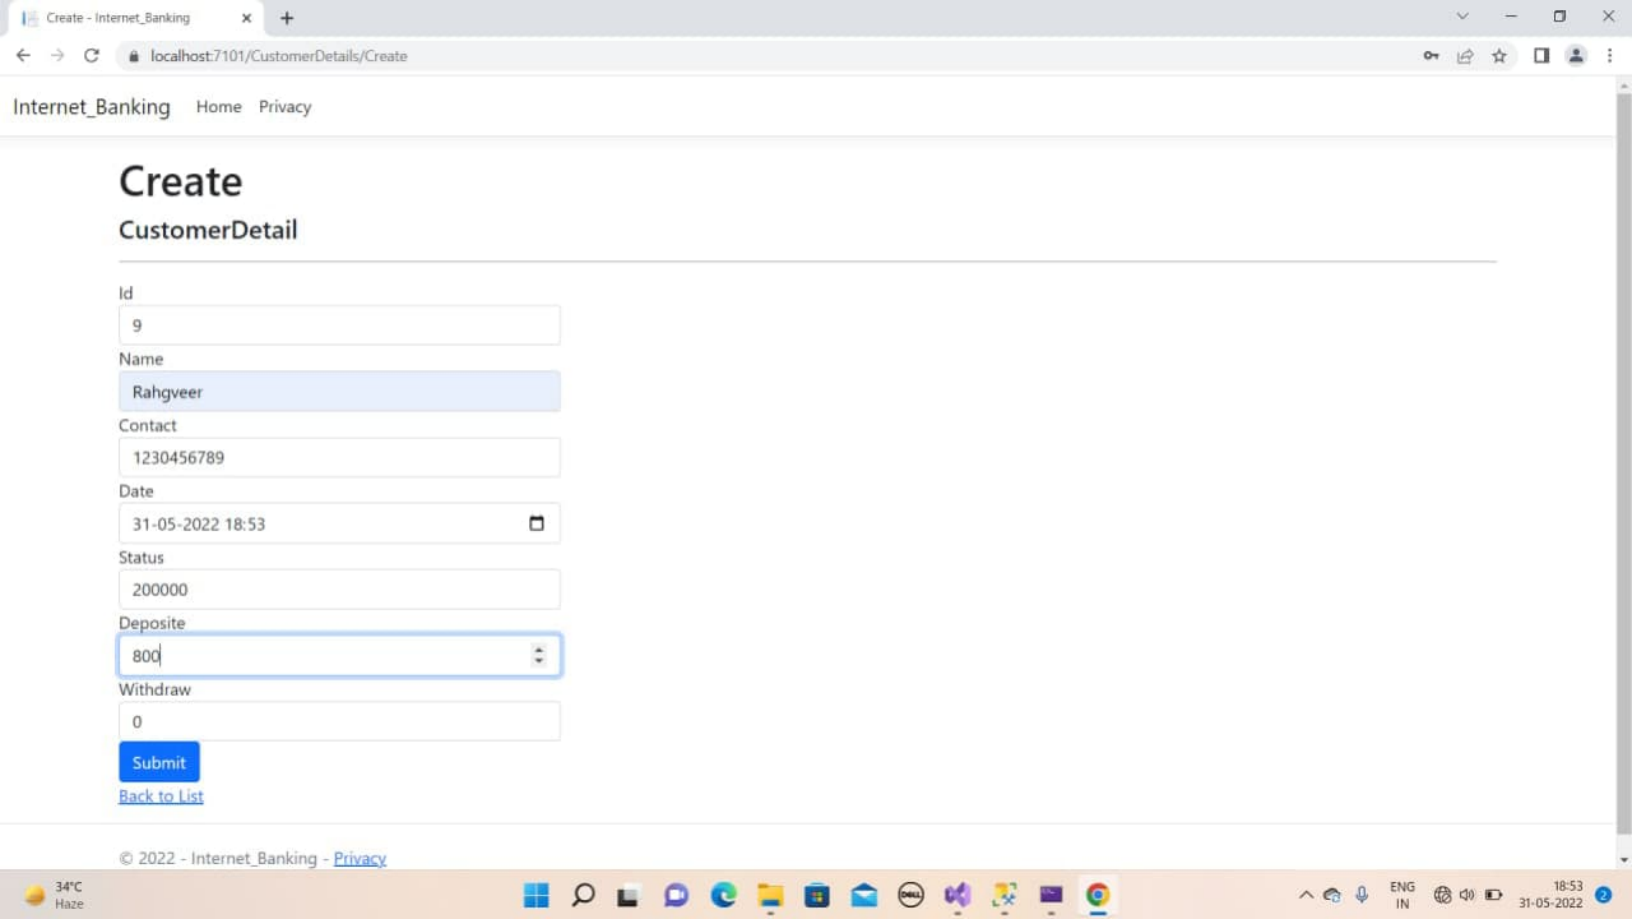 Create - Internet_Banking
localhost:7101/CustomerDetails/Create
Internet_Banking Home Privacy
Create
CustomerDetail
Id
9
Name
Rahgveer
Contact
1230456789
Date
31-05-2022 18:53
Status
200000
Deposite
800
Withdraw
0
Submit
Back to List
© 2022 - Internet_Banking - Privacy
34°C
Haze
DELL
ENG
IN
18:53
31-05-2022
2